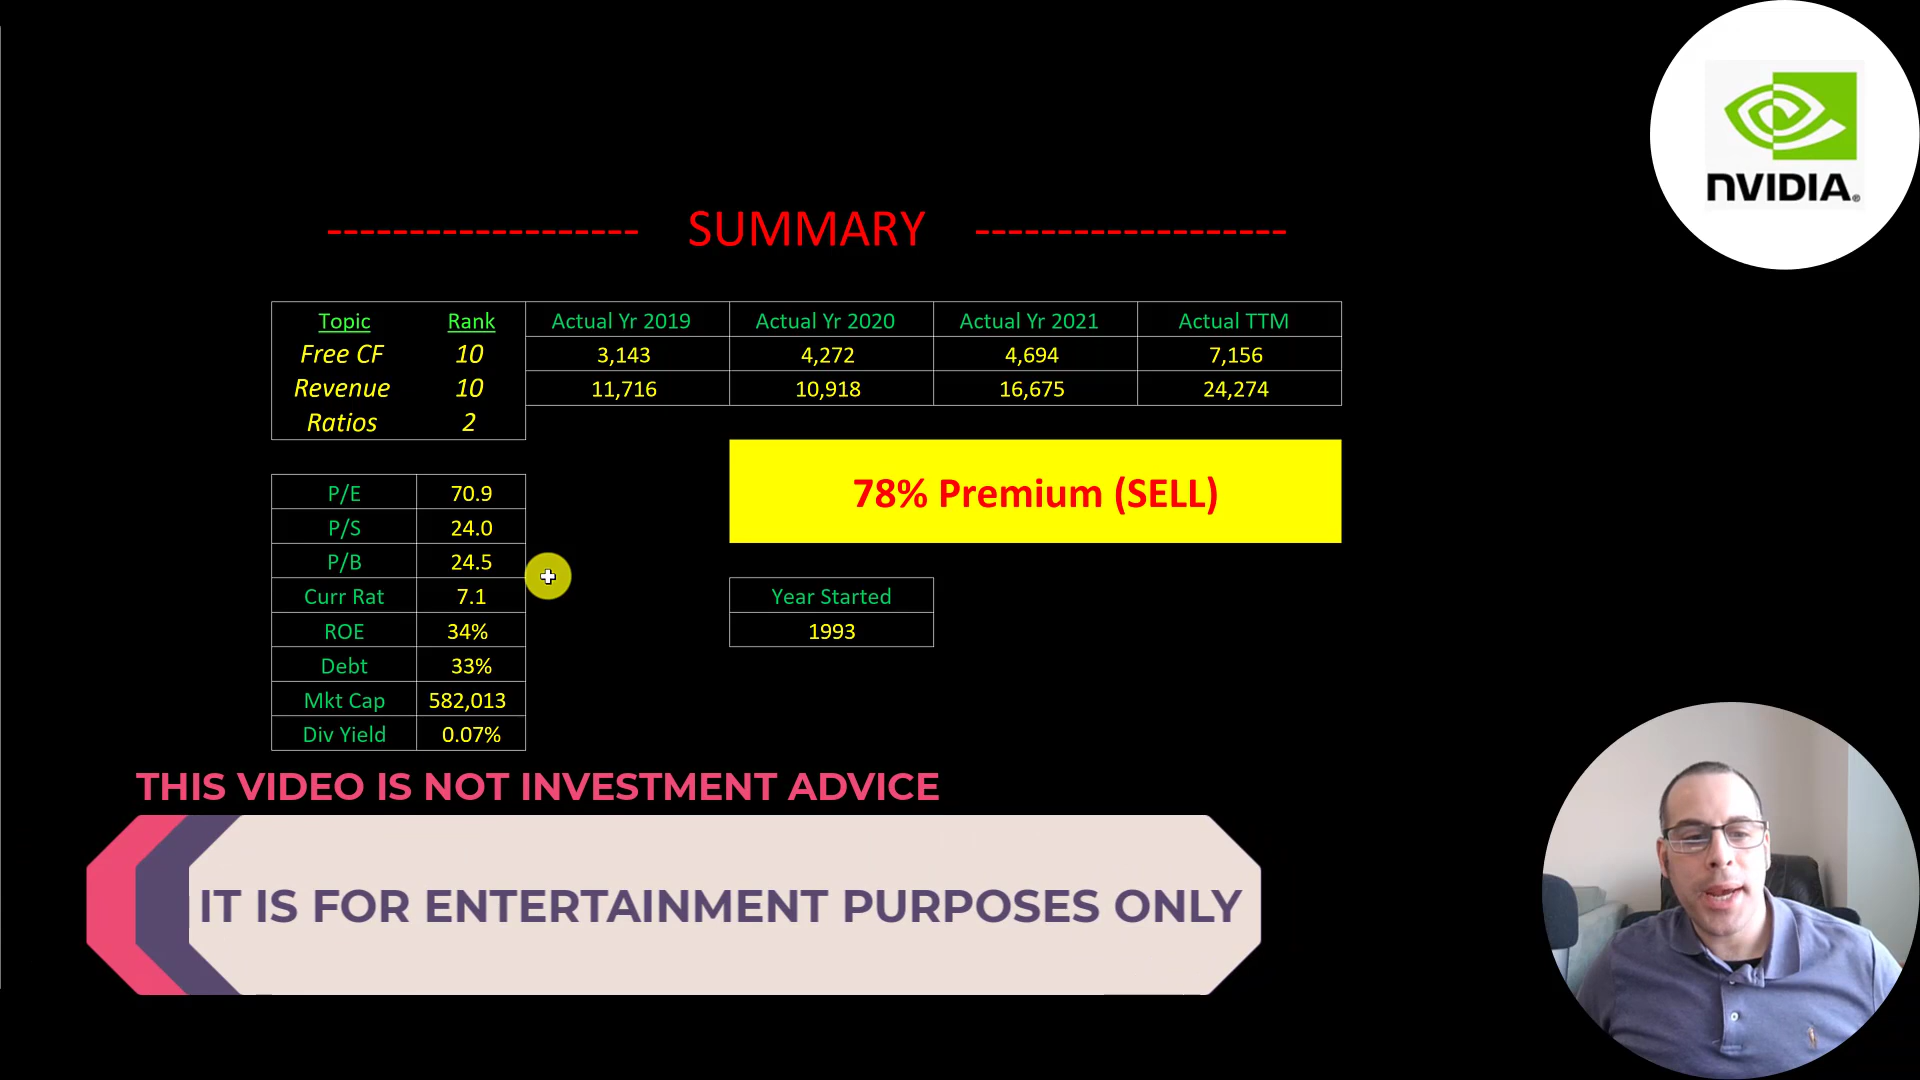 NVIDIA.®
------------------- SUMMARY -------------------
Topic Rank Actual Yr 2019 Actual Yr 2020 Actual Yr 2021 Actual TTM
Free CF 10 3,143 4,272 4,694 7,156
Revenue 10 11,716 10,918 16,675 24,274
Ratios 2
78% Premium (SELL)
P/E 70.9
P/S 24.0
P/B 24.5
Curr Rat 7.1
ROE 34%
Debt 33%
Mkt Cap 582,013
Div Yield 0.07%
Year Started
1993
THIS VIDEO IS NOT INVESTMENT ADVICE
IT IS FOR ENTERTAINMENT PURPOSES ONLY